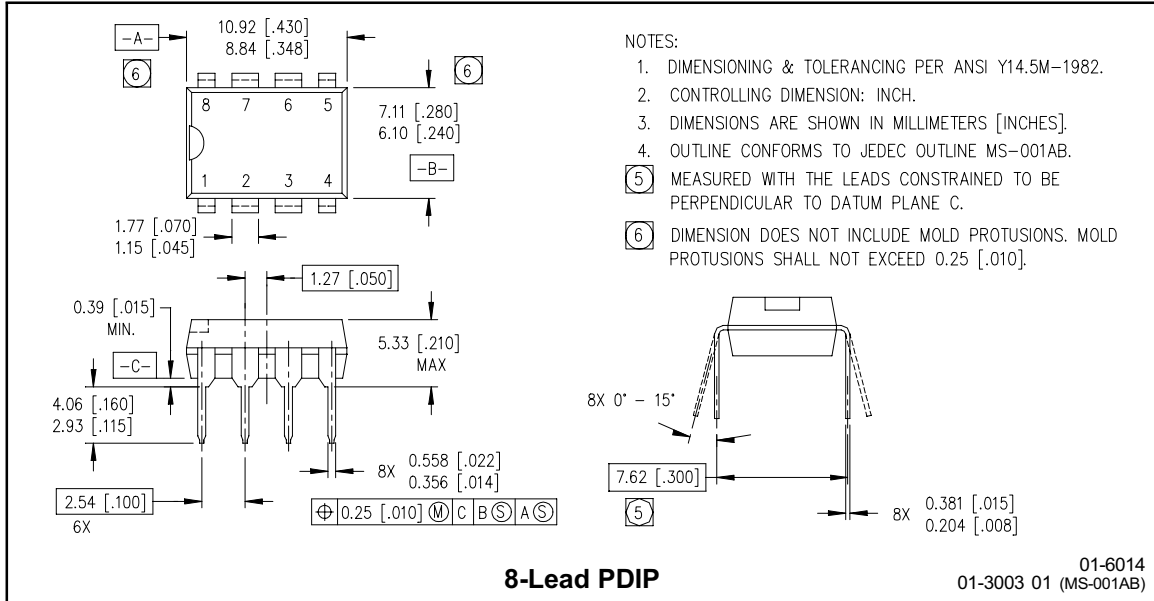 -A-
10.92 [.430]
8.84 [.348]
6
6
8 7 6 5
1 2 3 4
7.11 [.280]
6.10 [.240]
-B-
1.77 [.070]
1.15 [.045]
1.27 [.050]
0.39 [.015]
MIN.
-C-
5.33 [.210]
MAX
4.06 [.160]
2.93 [.115]
2.54 [.100]
6X
8X 0.558 [.022]
0.356 [.014]
⌖ 0.25 [.010] Ⓜ C B Ⓢ A Ⓢ
NOTES:
1. DIMENSIONING & TOLERANCING PER ANSI Y14.5M-1982.
2. CONTROLLING DIMENSION: INCH.
3. DIMENSIONS ARE SHOWN IN MILLIMETERS [INCHES].
4. OUTLINE CONFORMS TO JEDEC OUTLINE MS-001AB.
5 MEASURED WITH THE LEADS CONSTRAINED TO BE
PERPENDICULAR TO DATUM PLANE C.
6 DIMENSION DOES NOT INCLUDE MOLD PROTUSIONS. MOLD
PROTUSIONS SHALL NOT EXCEED 0.25 [.010].
8X 0° - 15°
7.62 [.300]
5
8X 0.381 [.015]
0.204 [.008]
8-Lead PDIP
01-6014
01-3003 01 (MS-001AB)